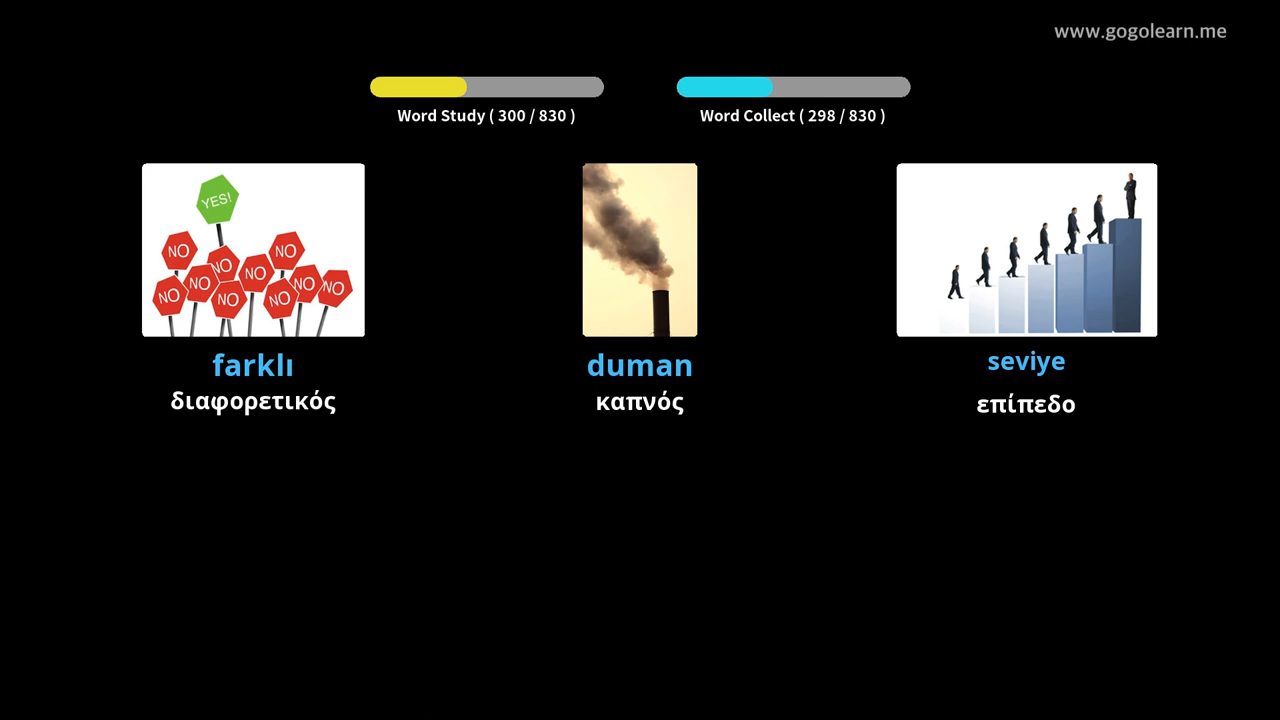 www.gogolearn.me
Word Study ( 300 / 830 )
Word Collect ( 298 / 830 )
YES!
NO
NO
NO
NO
NO
NO
NO
NO
NO
NO
farklı
διαφορετικός
duman
καπνός
seviye
επίπεδο